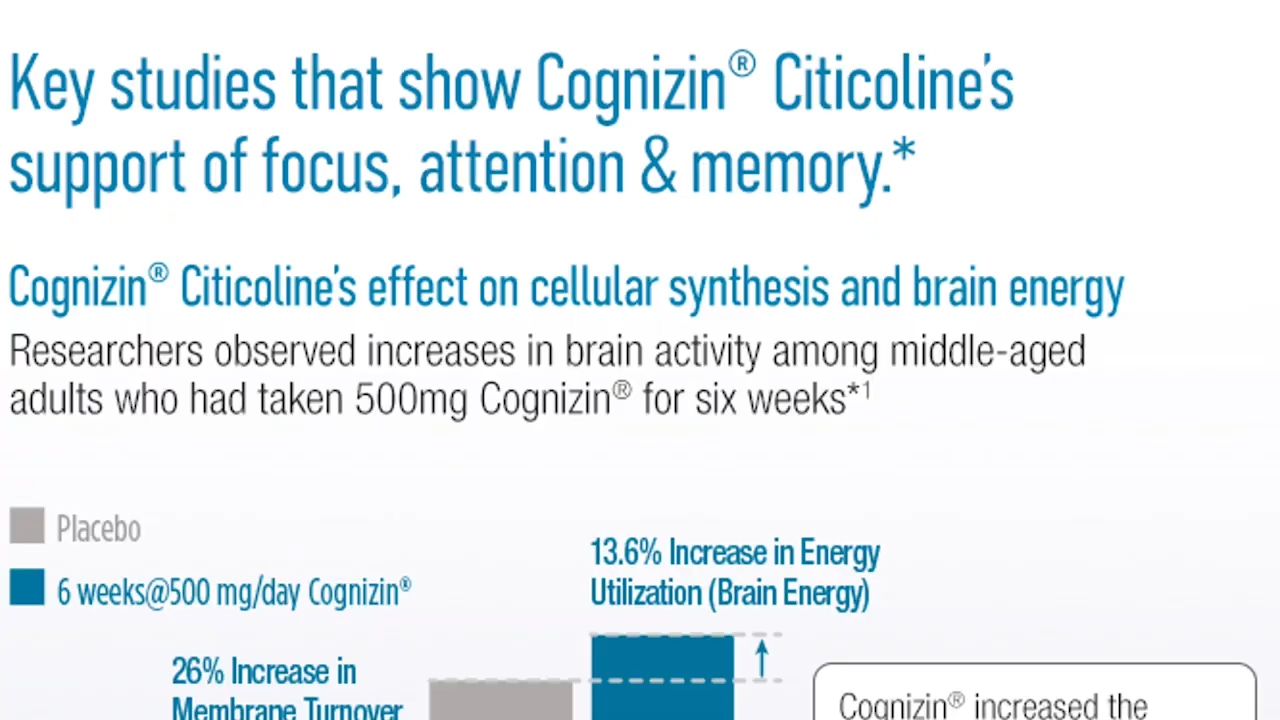 Key studies that show Cognizin® Citicoline's
support of focus, attention & memory.*
Cognizin® Citicoline's effect on cellular synthesis and brain energy
Researchers observed increases in brain activity among middle-aged
adults who had taken 500mg Cognizin® for six weeks*¹
Placebo
6 weeks@500 mg/day Cognizin®
13.6% Increase in Energy
Utilization (Brain Energy)
26% Increase in
Membrane Turnover
Cognizin® increased the